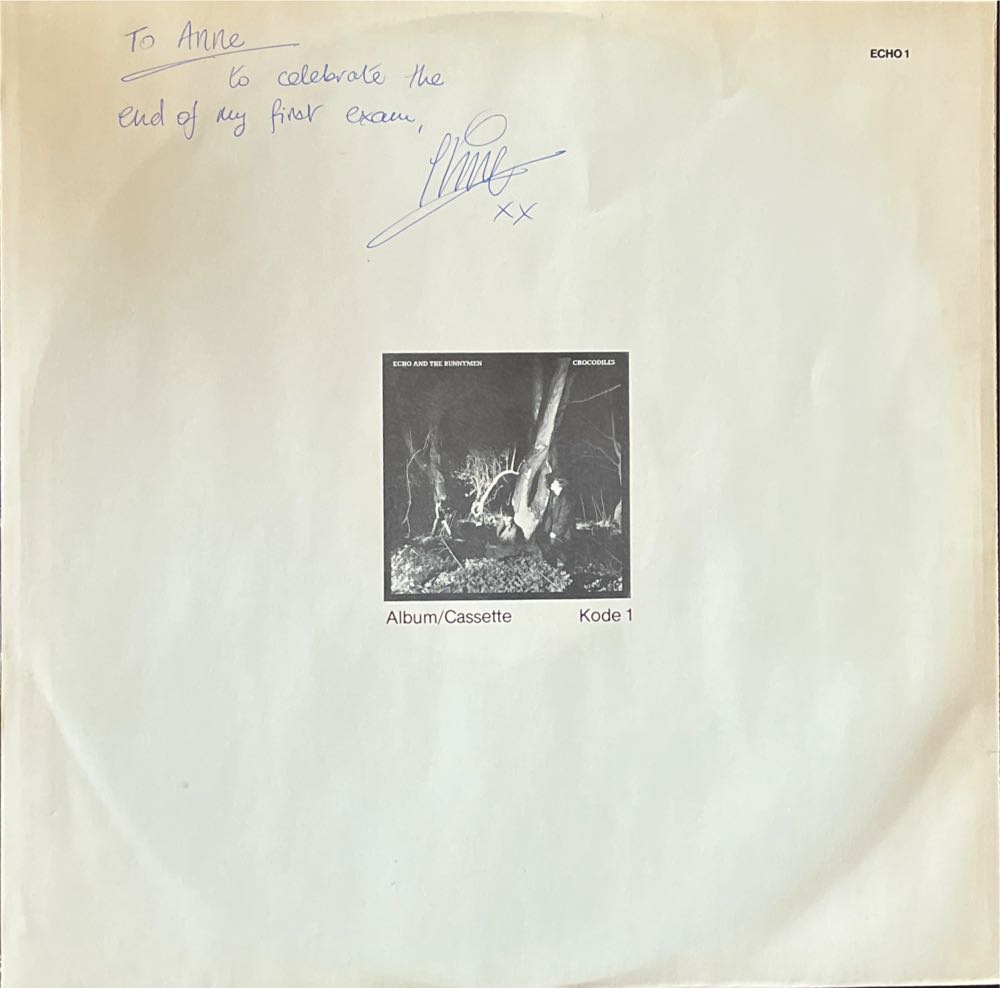 To Anne
ECHO 1
to celebrate the
end of my first exam,
xx
ECHO AND THE BUNNYMEN CROCODILES
Album/Cassette Kode 1